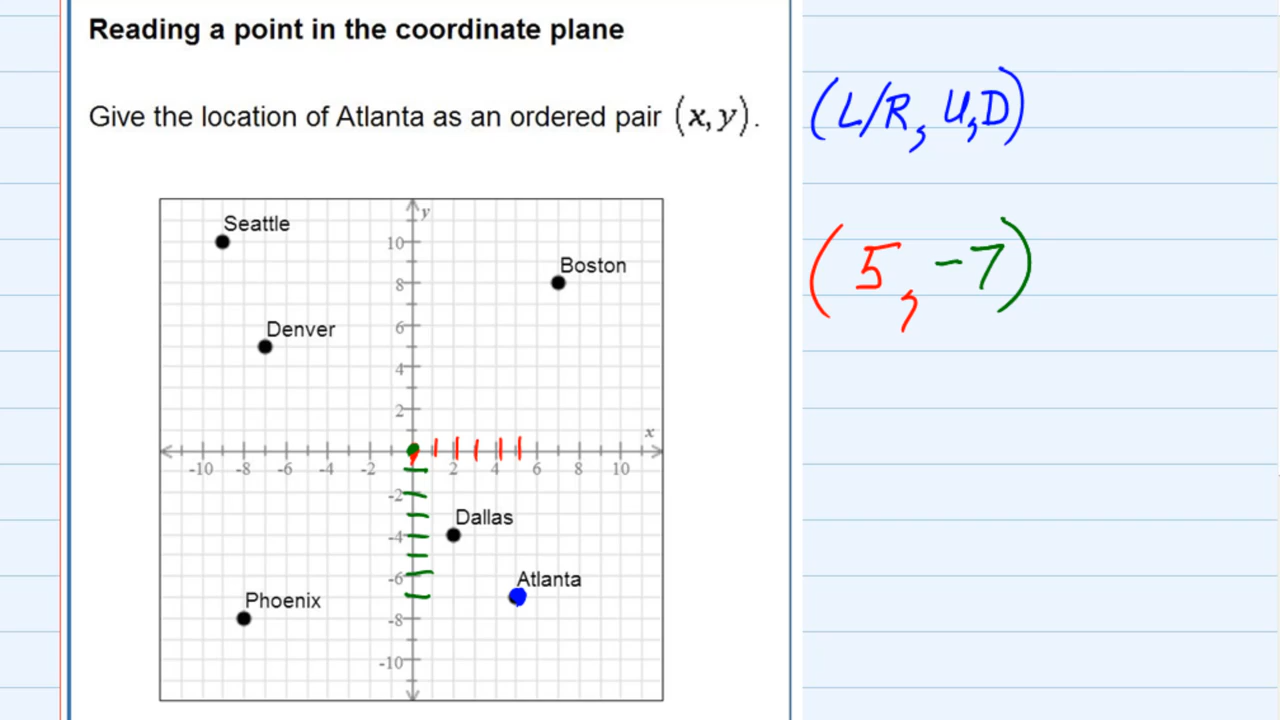 Reading a point in the coordinate plane
Give the location of Atlanta as an ordered pair (x, y).
(L/R, U,D)
(5, -7)
y
Seattle
10
Boston
8
Denver
6
4
2
x
-10 -8 -6 -4 -2 2 4 6 8 10
-2
Dallas
-4
-6
Atlanta
Phoenix
-8
-10